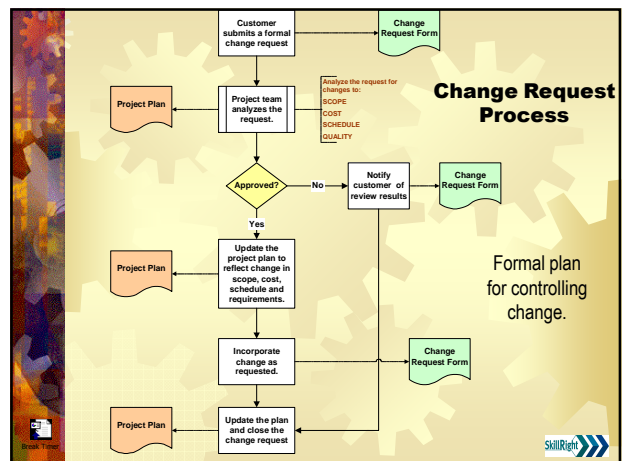 Customer
submits a formal
change request
Change
Request Form
Change Request
Process
Project Plan
Project team
analyzes the
request.
Analyze the request for
changes to:
SCOPE
COST
SCHEDULE
QUALITY
Approved?
No
Notify
customer of
review results
Change
Request Form
Yes
Project Plan
Update the
project plan to
reflect change in
scope, cost,
schedule and
requirements.
Formal plan
for controlling
change.
Incorporate
change as
requested.
Change
Request Form
Project Plan
Update the plan
and close the
change request
Break Timer
SkillRight